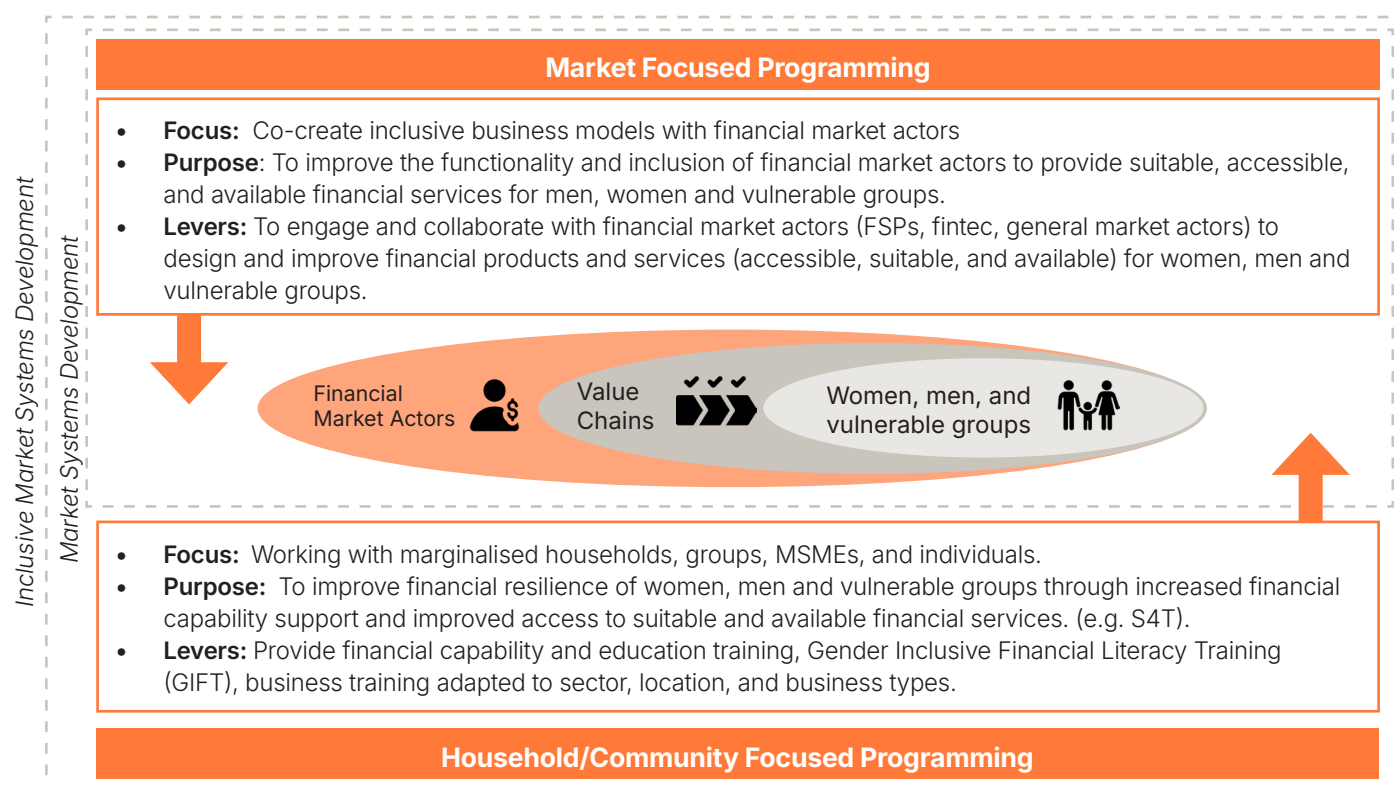 Market Focused Programming
• Focus: Co-create inclusive business models with financial market actors
• Purpose: To improve the functionality and inclusion of financial market actors to provide suitable, accessible,
and available financial services for men, women and vulnerable groups.
• Levers: To engage and collaborate with financial market actors (FSPs, fintec, general market actors) to
design and improve financial products and services (accessible, suitable, and available) for women, men and
vulnerable groups.
Inclusive Market Systems Development
Market Systems Development
Financial
Market Actors
Value
Chains
Women, men, and
vulnerable groups
• Focus: Working with marginalised households, groups, MSMEs, and individuals.
• Purpose: To improve financial resilience of women, men and vulnerable groups through increased financial
capability support and improved access to suitable and available financial services. (e.g. S4T).
• Levers: Provide financial capability and education training, Gender Inclusive Financial Literacy Training
(GIFT), business training adapted to sector, location, and business types.
Household/Community Focused Programming